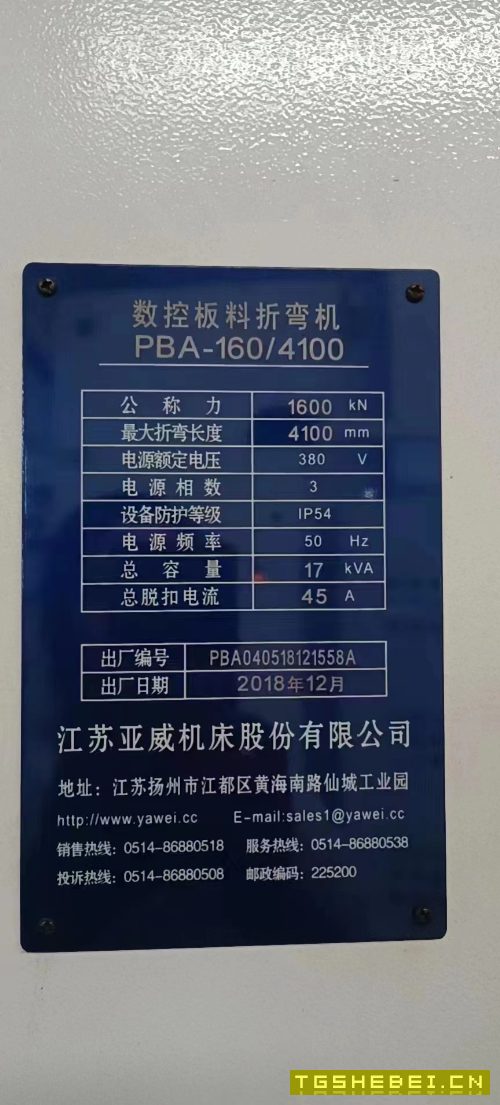 数控板料折弯机
PBA-160/4100
公称力 1600 kN
最大折弯长度 4100 mm
电源额定电压 380 V
电源相数 3
设备防护等级 IP54
电源频率 50 Hz
总容量 17 kVA
总脱扣电流 45 A
出厂编号 PBA040518121558A
出厂日期 2018年12月
江苏亚威机床股份有限公司
地址：江苏扬州市江都区黄海南路仙城工业园
http://www.yawei.cc E-mail:sales1@yawei.cc
销售热线：0514-86880518 服务热线：0514-86880538
投诉热线：0514-86880508 邮政编码：225200
TGSHEBEI.CN